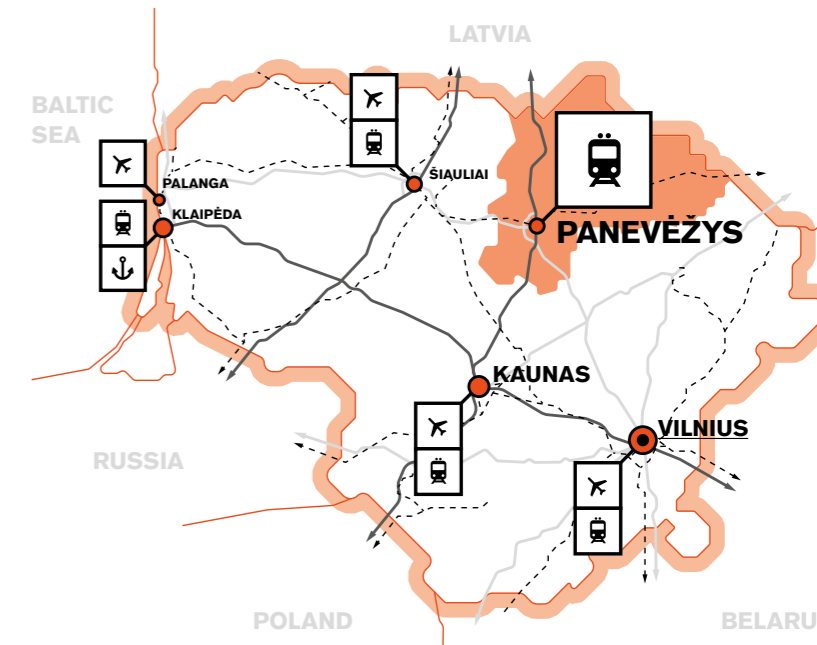 LATVIA
BALTIC
SEA
ŠIAULIAI
PALANGA
KLAIPĖDA
PANEVĖŽYS
KAUNAS
VILNIUS
RUSSIA
POLAND
BELARU